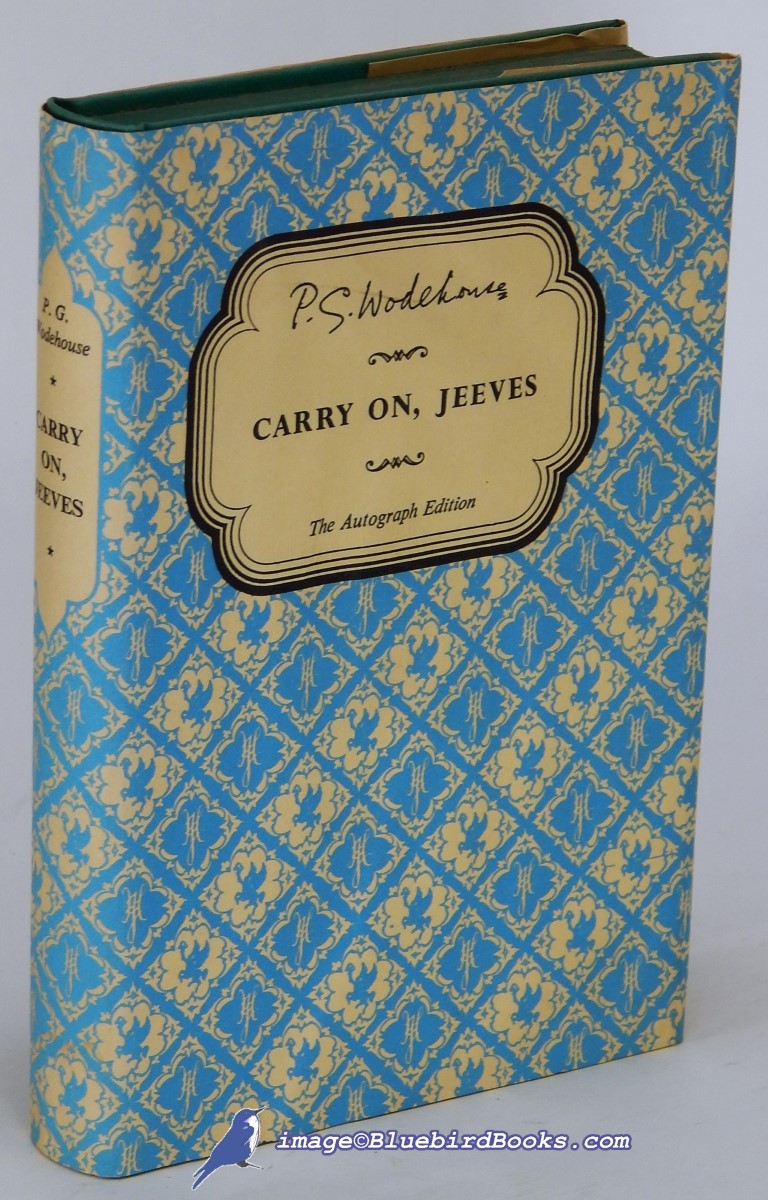 P. G. Wodehouse
CARRY ON, JEEVES
The Autograph Edition
P. G.
Wodehouse
*
CARRY
ON,
JEEVES
*
image©BluebirdBooks.com